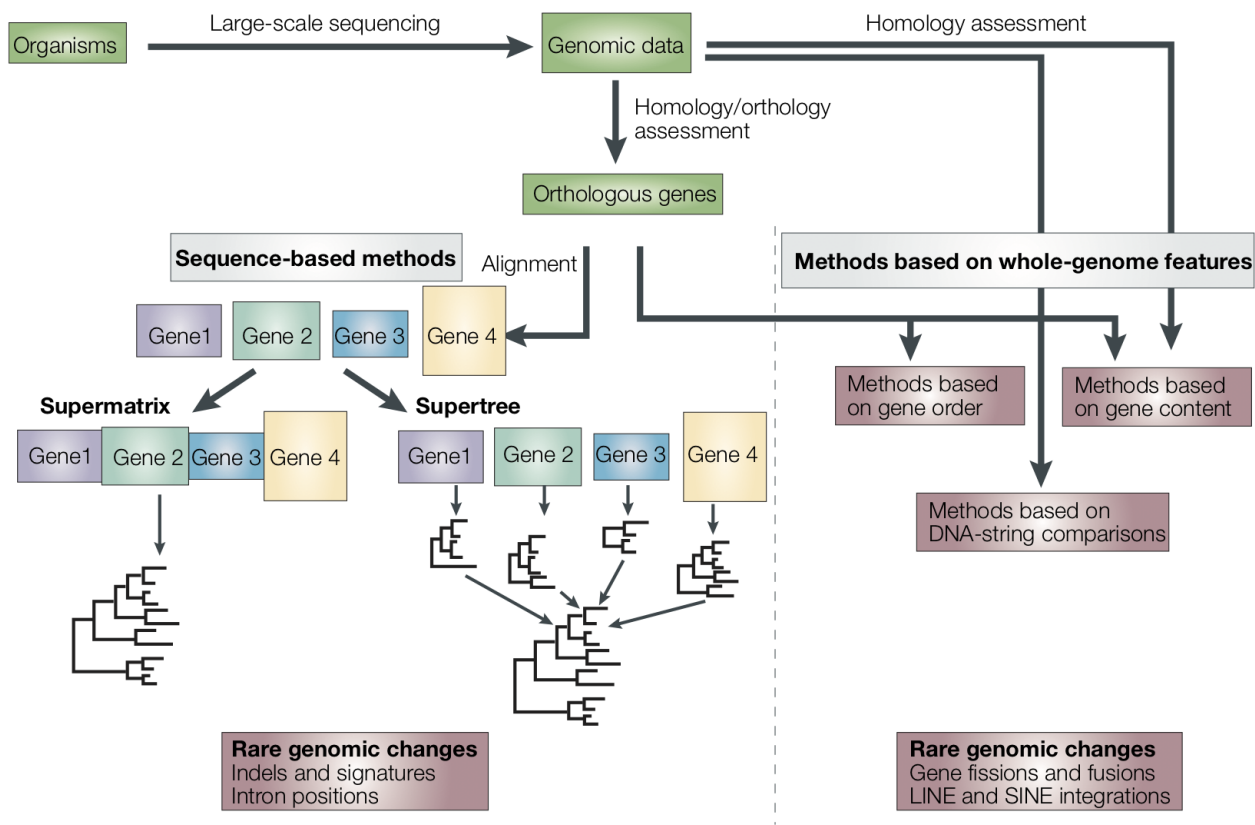 Large-scale sequencing
Homology assessment
Organisms
Genomic data
Homology/orthology
assessment
Orthologous genes
Sequence-based methods
Alignment
Methods based on whole-genome features
Gene1
Gene 2
Gene 3
Gene 4
Methods based
on gene order
Methods based
on gene content
Supermatrix
Supertree
Gene1
Gene 2
Gene 3
Gene 4
Gene1
Gene 2
Gene 3
Gene 4
Methods based on
DNA-string comparisons
Rare genomic changes
Indels and signatures
Intron positions
Rare genomic changes
Gene fissions and fusions
LINE and SINE integrations